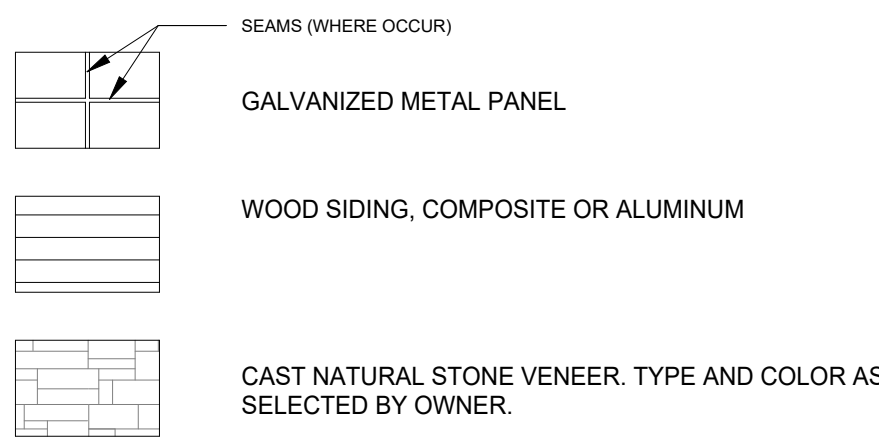 SEAMS (WHERE OCCUR)
GALVANIZED METAL PANEL
WOOD SIDING, COMPOSITE OR ALUMINUM
CAST NATURAL STONE VENEER. TYPE AND COLOR AS
SELECTED BY OWNER.